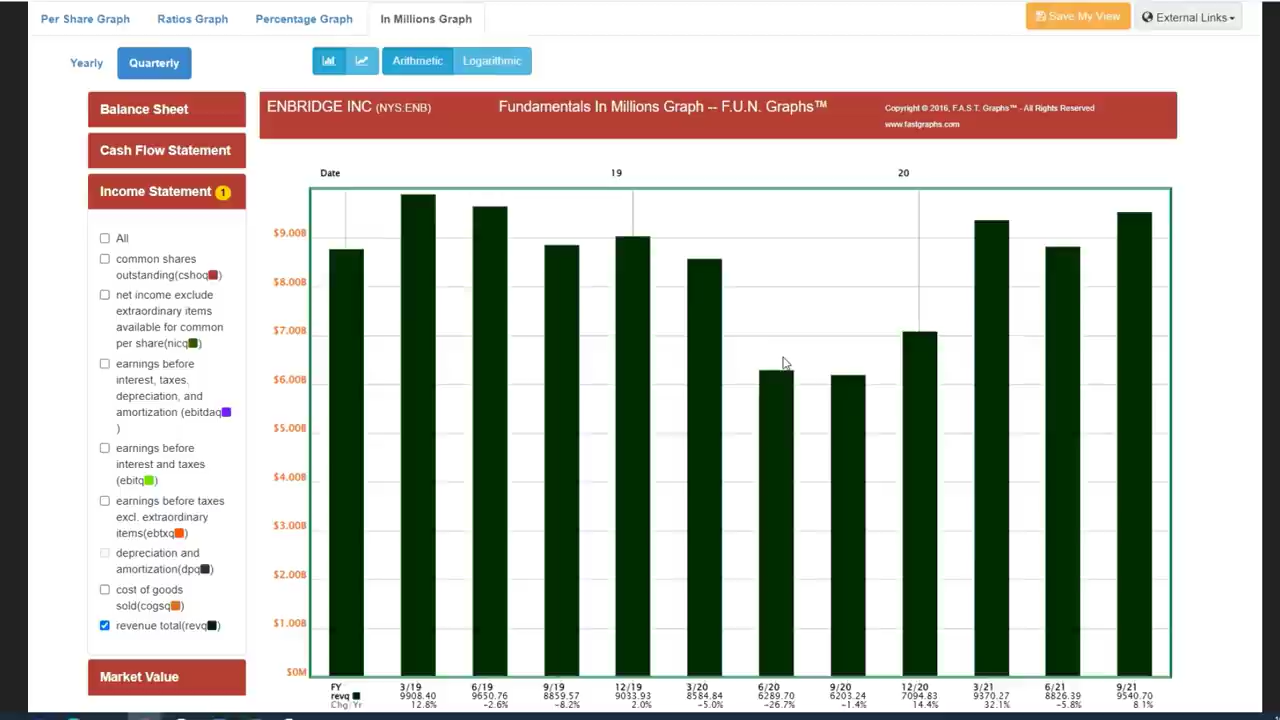 Per Share Graph Ratios Graph Percentage Graph In Millions Graph Save My View External Links
Yearly Quarterly Arithmetic Logarithmic
Balance Sheet
Cash Flow Statement
Income Statement 1
All
common shares
outstanding(cshoq)
net income exclude
extraordinary items
available for common
per share(nicq)
earnings before
interest, taxes,
depreciation, and
amortization (ebitdaq
)
earnings before
interest and taxes
(ebitq)
earnings before taxes
excl. extraordinary
items(ebtxq)
depreciation and
amortization(dpq)
cost of goods
sold(cogsq)
revenue total(revq)
Market Value
ENBRIDGE INC (NYS:ENB) Fundamentals In Millions Graph -- F.U.N. Graphs™ Copyright © 2016, F.A.S.T. Graphs™ - All Rights Reserved
www.fastgraphs.com
Date 19 20
$9.00B
$8.00B
$7.00B
$6.00B
$5.00B
$4.00B
$3.00B
$2.00B
$1.00B
$0M
FY 3/19 6/19 9/19 12/19 3/20 6/20 9/20 12/20 3/21 6/21 9/21
revq 9908.40 9650.76 8859.57 9033.93 8584.84 6289.70 6203.24 7094.83 9370.27 8826.39 9540.70
Chg/Yr 12.8% -2.6% -8.2% 2.0% -5.0% -26.7% -1.4% 14.4% 32.1% -5.8% 8.1%